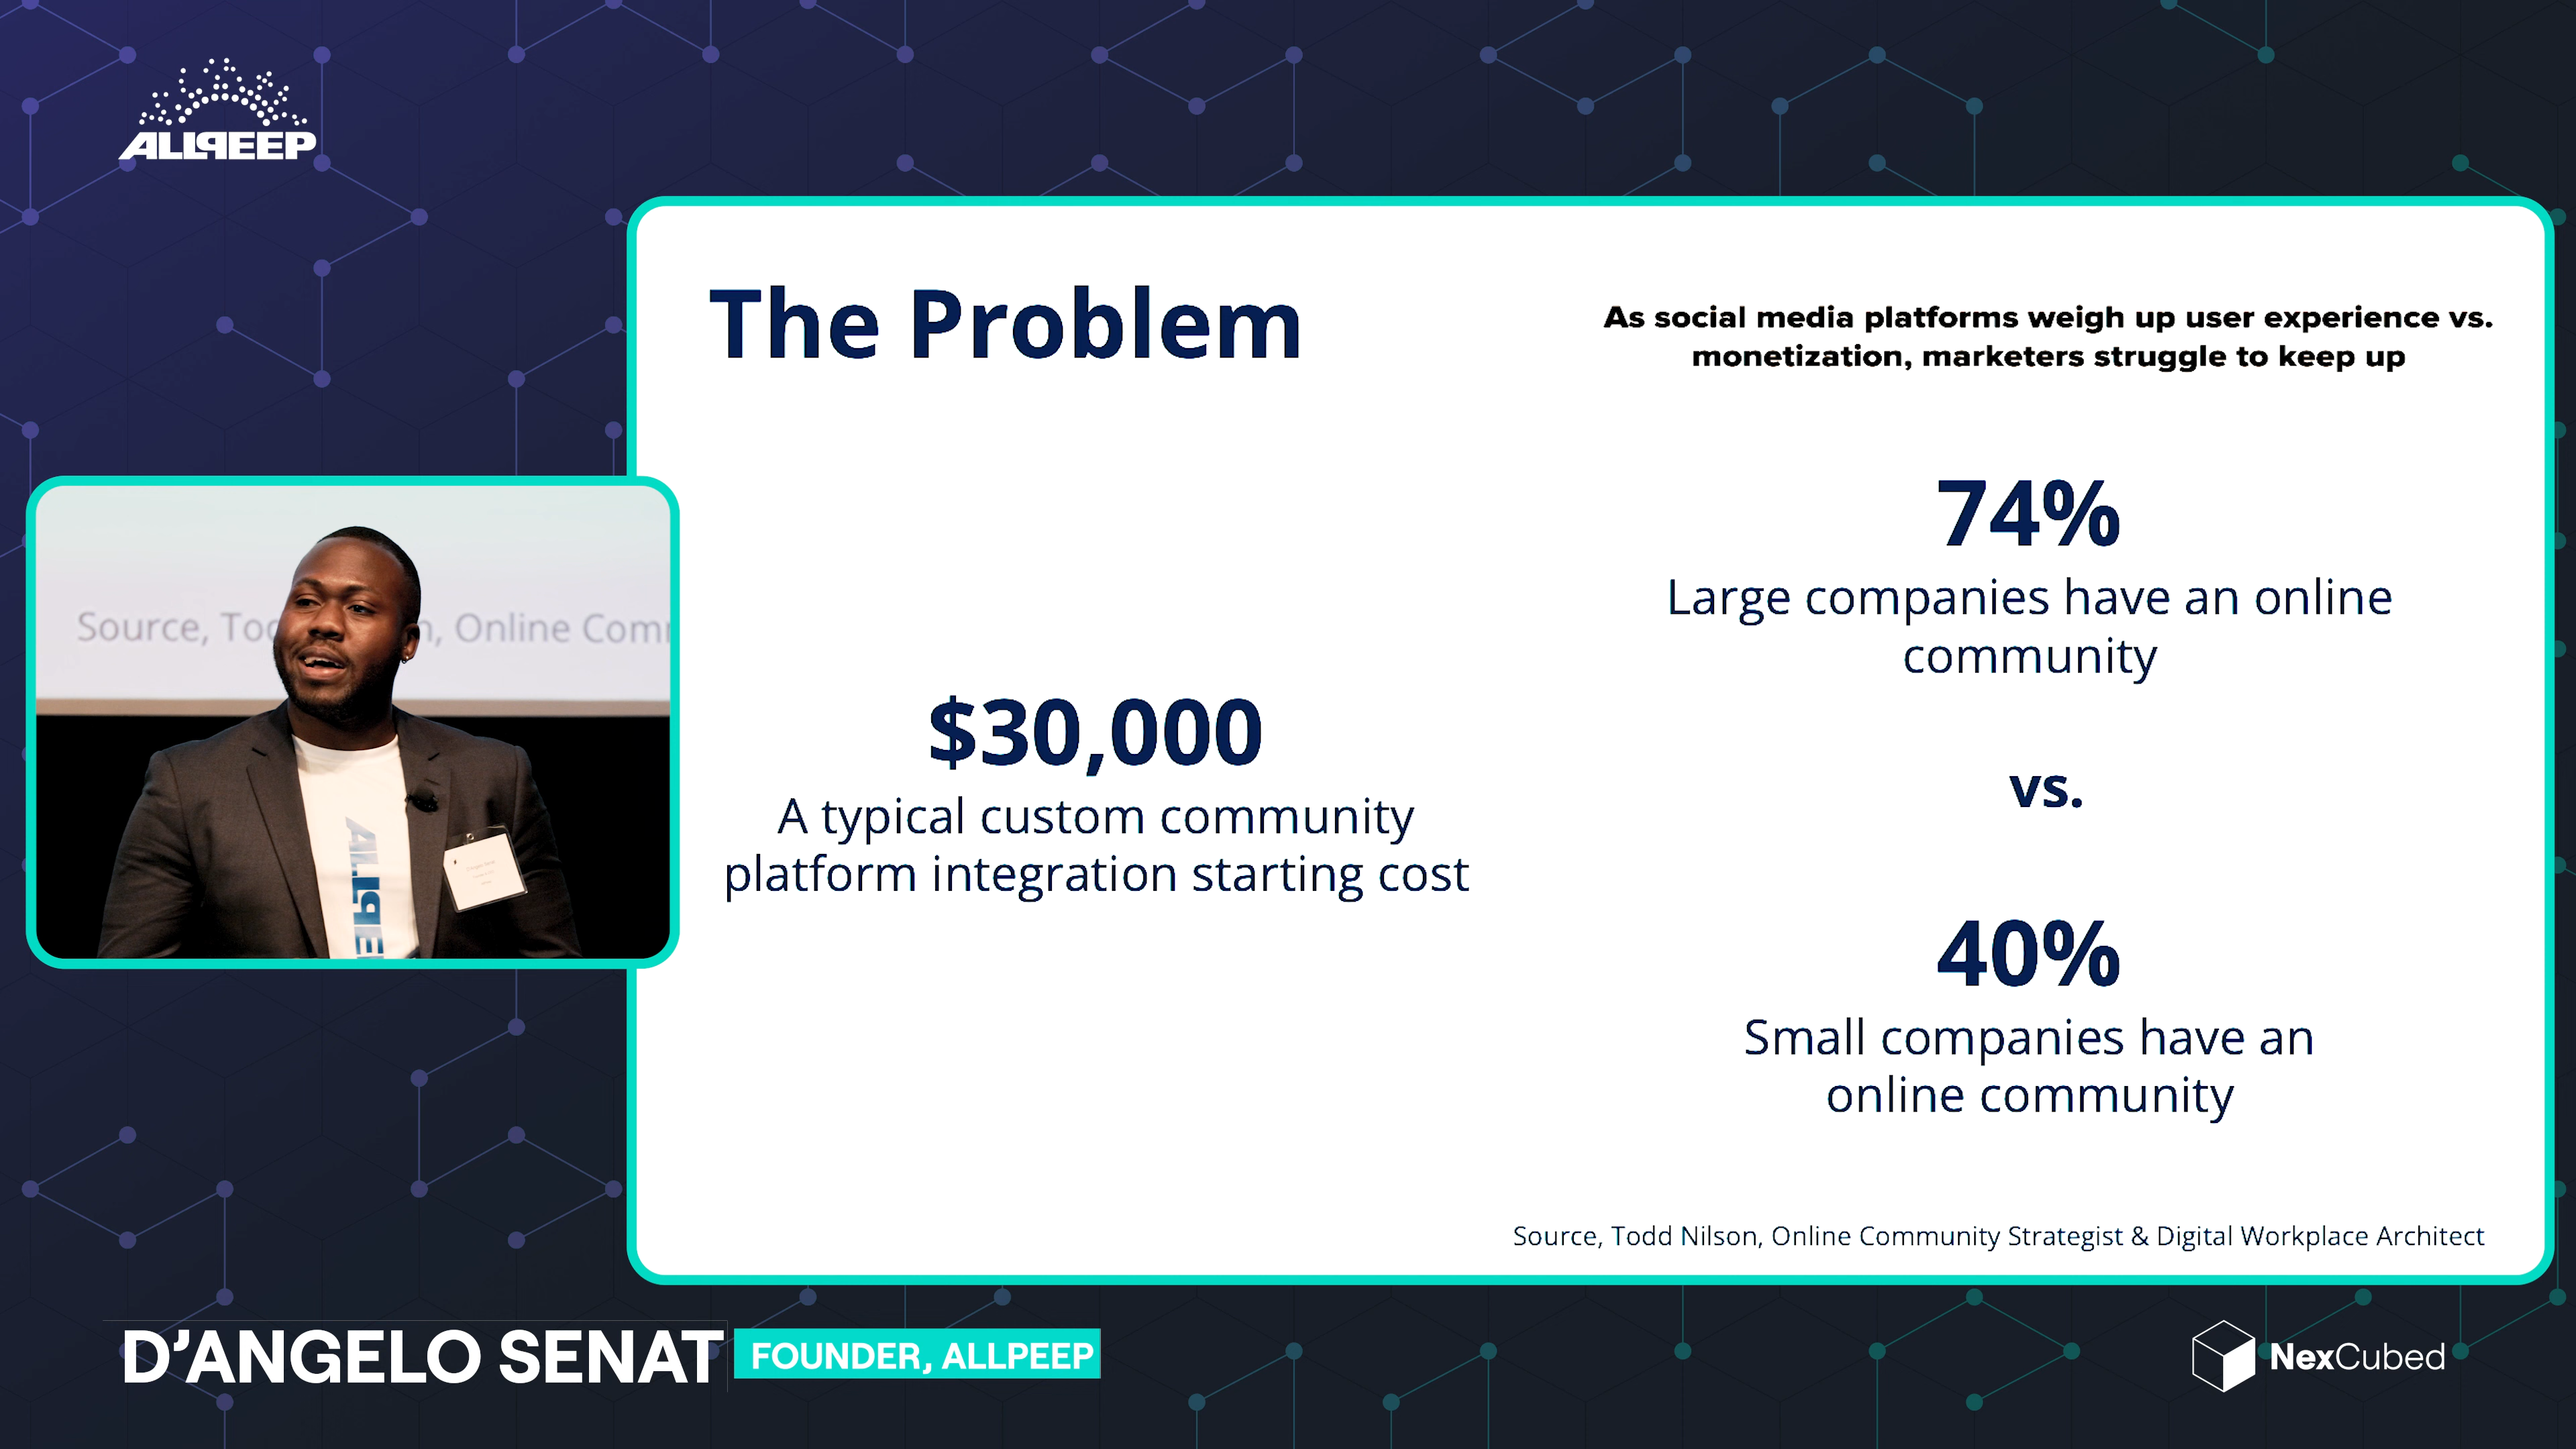 ALLPEEP
The Problem
As social media platforms weigh up user experience vs.
monetization, marketers struggle to keep up
$30,000
A typical custom community
platform integration starting cost
74%
Large companies have an online
community
vs.
40%
Small companies have an
online community
Source, Todd Nilson, Online Community Strategist & Digital Workplace Architect
Source, To n, Online Com
ALLPE
D’ANGELO SENAT
FOUNDER, ALLPEEP
NexCubed